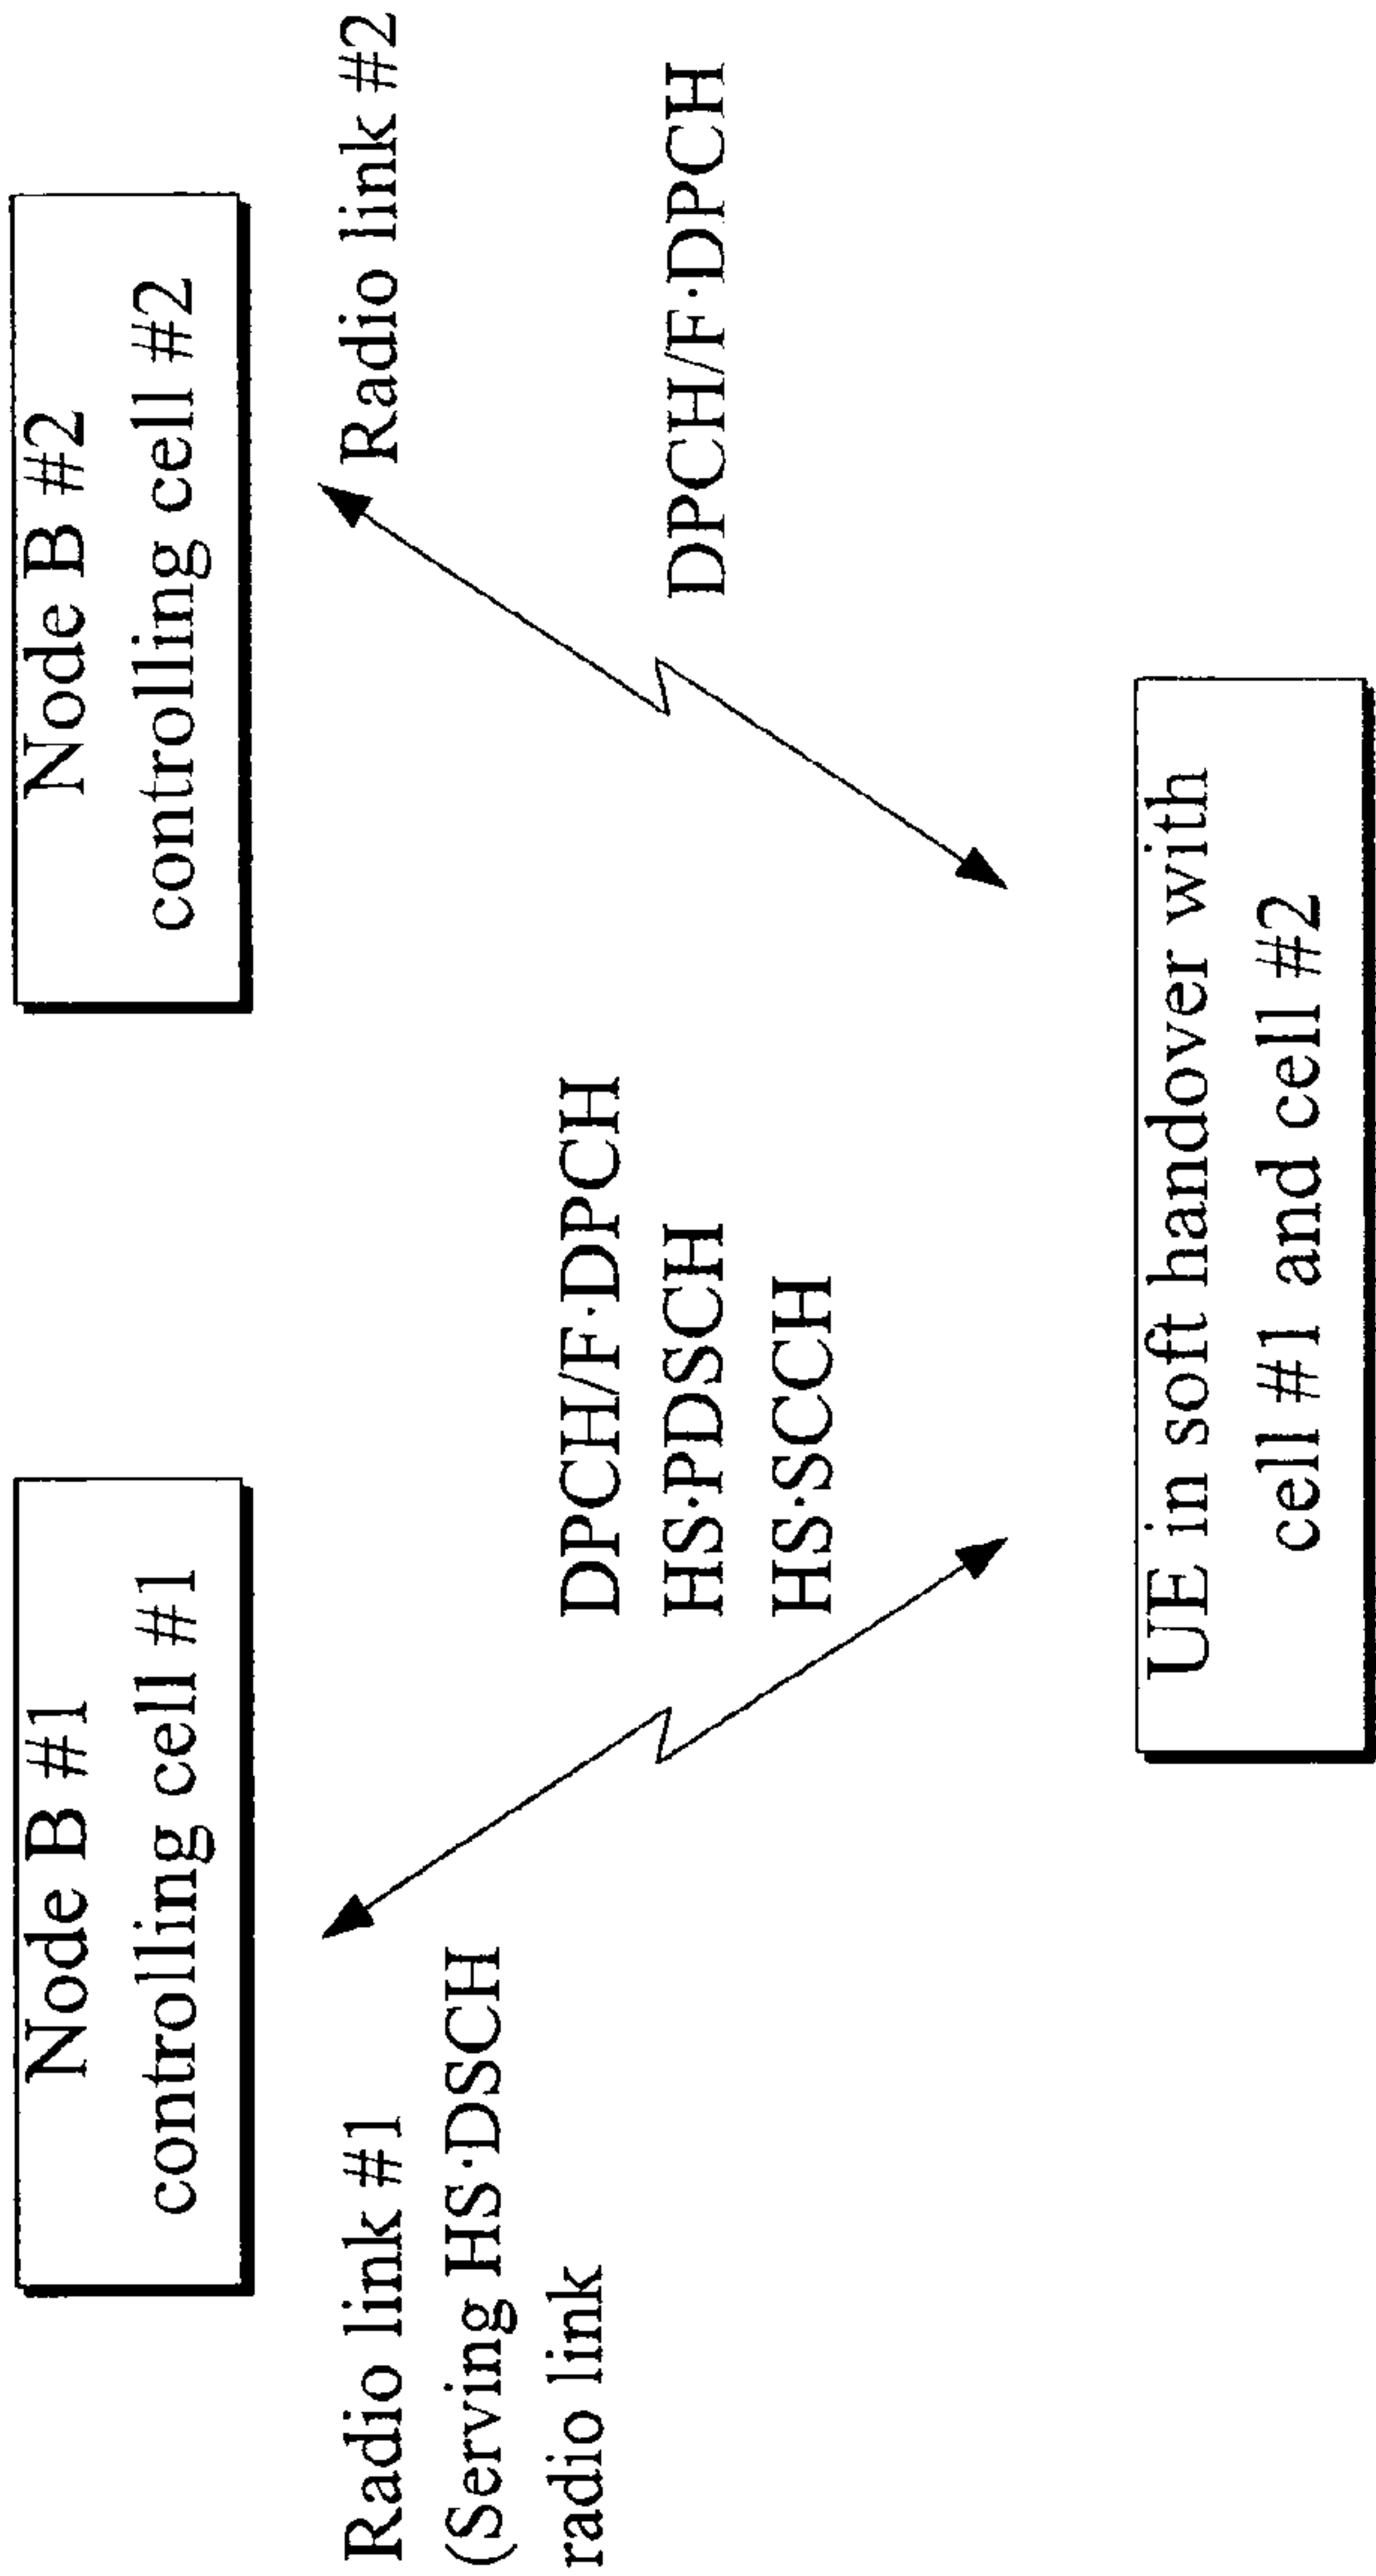 Node B #1
controlling cell #1
Node B #2
controlling cell #2
Radio link #1
(Serving HS·DSCH
radio link
Radio link #2
DPCH/F·DPCH
HS·PDSCH
HS·SCCH
DPCH/F·DPCH
UE in soft handover with
cell #1 and cell #2